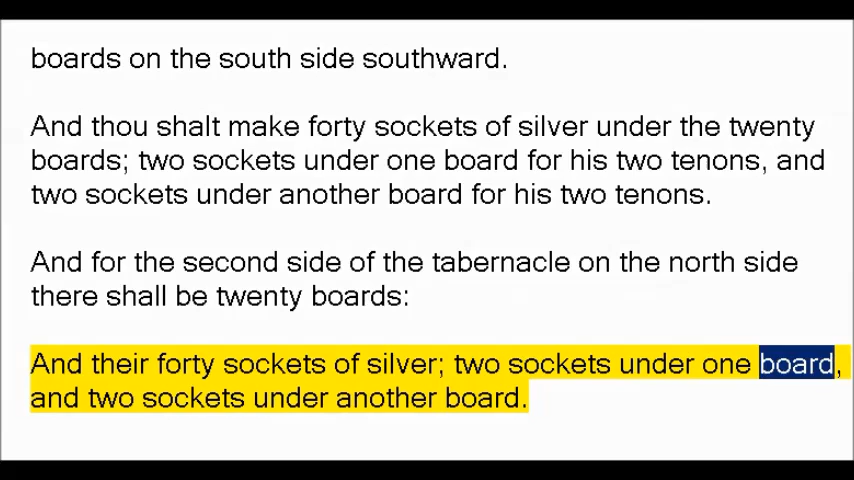 boards on the south side southward.
And thou shalt make forty sockets of silver under the twenty
boards; two sockets under one board for his two tenons, and
two sockets under another board for his two tenons.
And for the second side of the tabernacle on the north side
there shall be twenty boards:
And their forty sockets of silver; two sockets under one board,
and two sockets under another board.